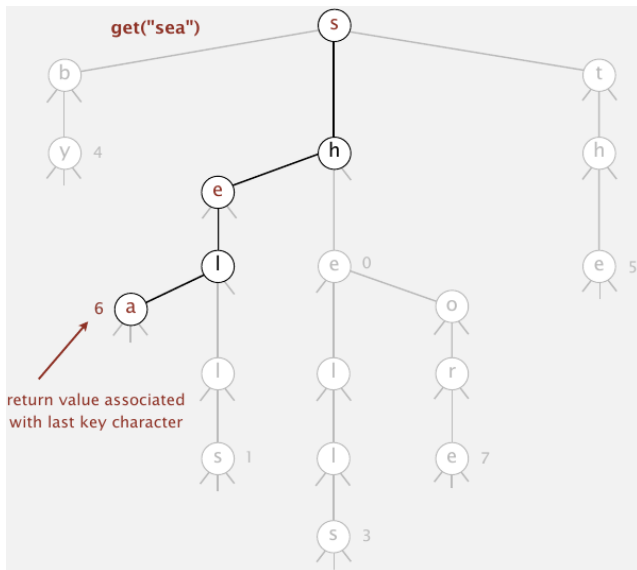 get("sea")
s
b
t
y 4
h
h
e
l
e 0
e 5
6 a
o
return value associated
with last key character
l
l
r
s 1
l
e 7
s 3